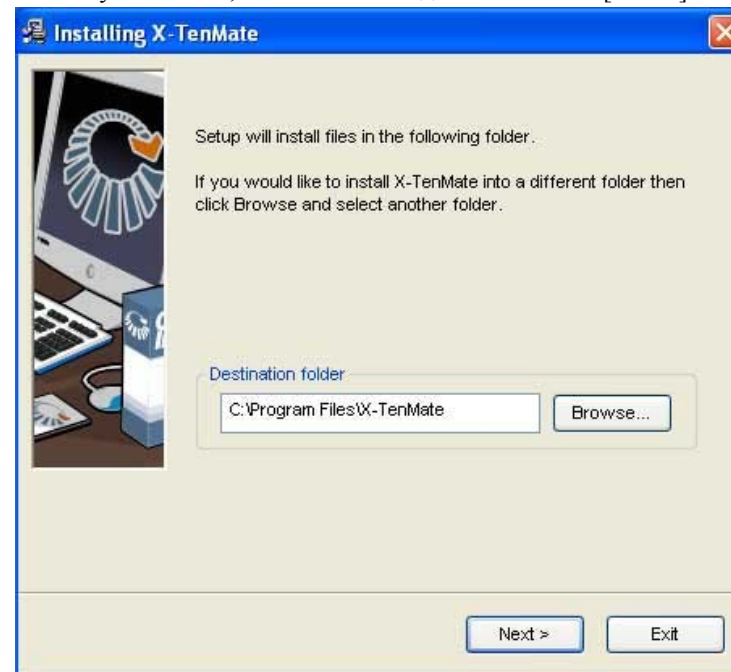 Installing X-TenMate
Setup will install files in the following folder.
If you would like to install X-TenMate into a different folder then
click Browse and select another folder.
Destination folder
C:\Program Files\X-TenMate
Browse...
Next >
Exit